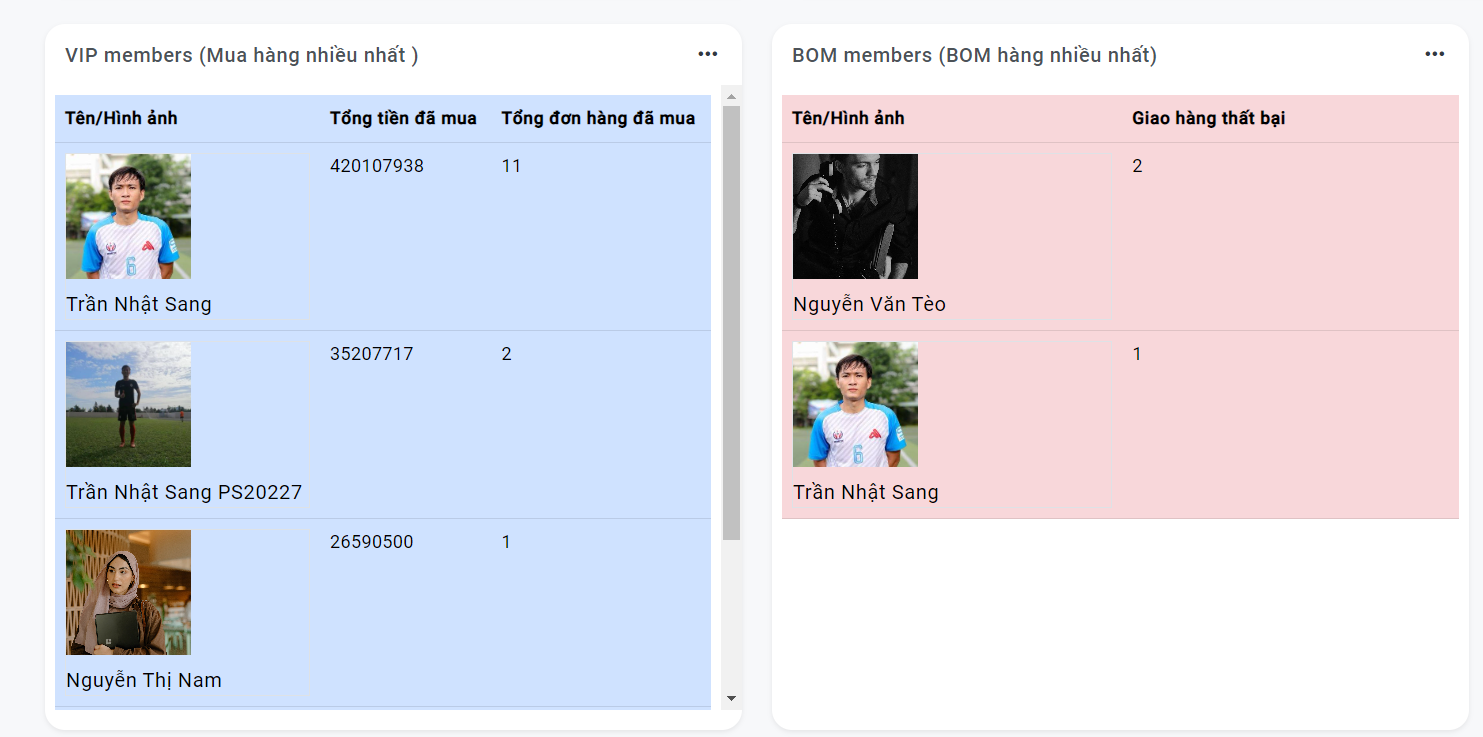 VIP members (Mua hàng nhiều nhất )
Tên/Hình ảnh Tổng tiền đã mua Tổng đơn hàng đã mua
420107938 11
6
Trần Nhật Sang
35207717 2
Trần Nhật Sang PS20227
26590500 1
Nguyễn Thị Nam
BOM members (BOM hàng nhiều nhất)
Tên/Hình ảnh Giao hàng thất bại
2
Nguyễn Văn Tèo
1
6
Trần Nhật Sang